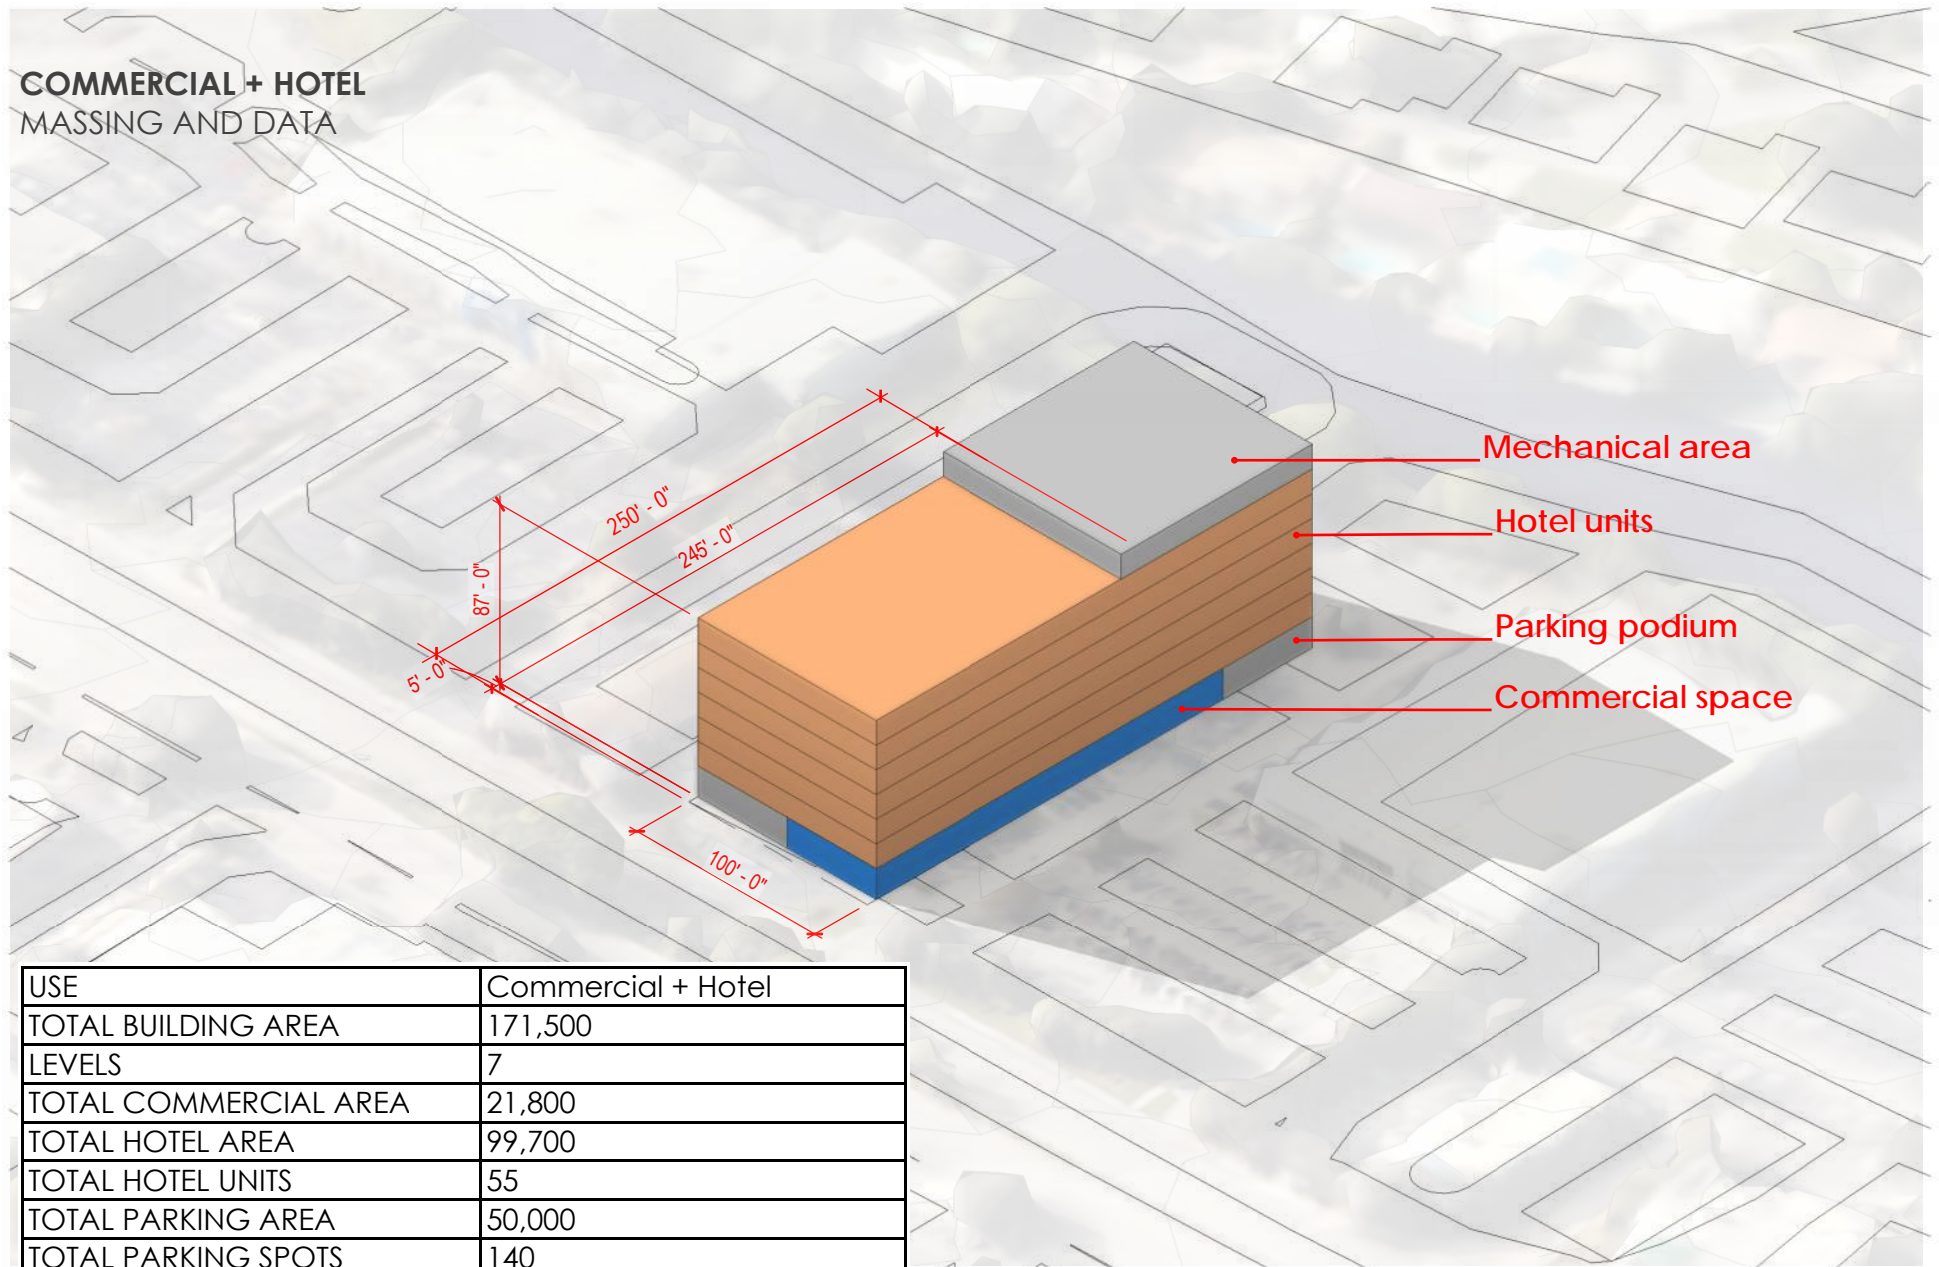 COMMERCIAL + HOTEL
MASSING AND DATA
250' - 0"
245' - 0"
87' - 0"
5' - 0"
100' - 0"
Mechanical area
Hotel units
Parking podium
Commercial space
USE Commercial + Hotel
TOTAL BUILDING AREA 171,500
LEVELS 7
TOTAL COMMERCIAL AREA 21,800
TOTAL HOTEL AREA 99,700
TOTAL HOTEL UNITS 55
TOTAL PARKING AREA 50,000
TOTAL PARKING SPOTS 140